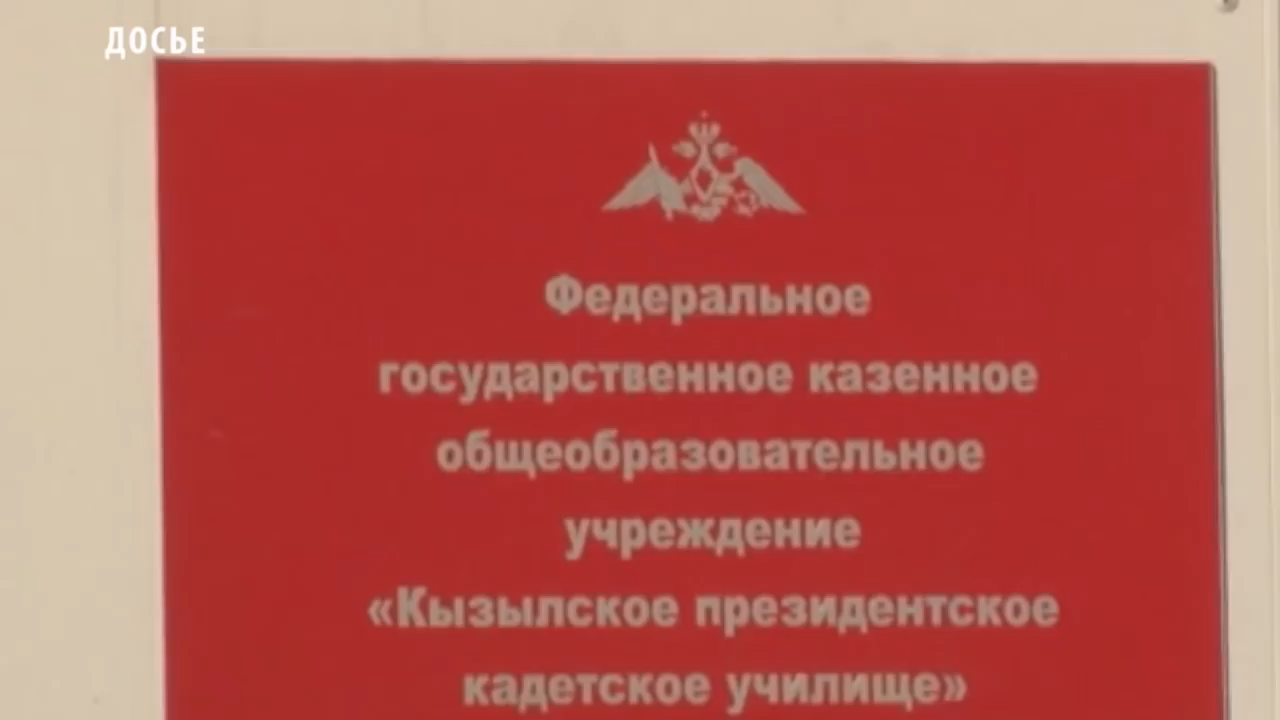 ДОСЬЕ
Федеральное
государственное казенное
общеобразовательное
учреждение
«Кызылское президентское
кадетское училище»